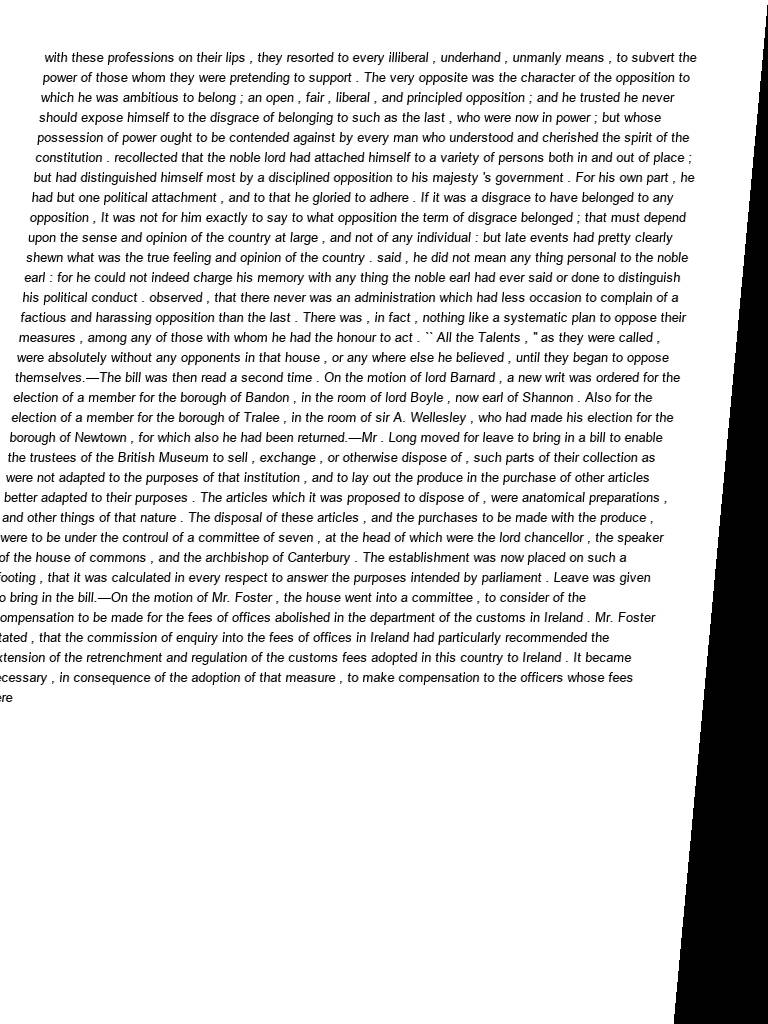 with these professions on their lips , they resorted to every illiberal , underhand , unmanly means , to subvert the
power of those whom they were pretending to support . The very opposite was the character of the opposition to
which he was ambitious to belong ; an open , fair , liberal , and principled opposition ; and he trusted he never
should expose himself to the disgrace of belonging to such as the last , who were now in power ; but whose
possession of power ought to be contended against by every man who understood and cherished the spirit of the
constitution . recollected that the noble lord had attached himself to a variety of persons both in and out of place ;
but had distinguished himself most by a disciplined opposition to his majesty 's government . For his own part , he
had but one political attachment , and to that he gloried to adhere . If it was a disgrace to have belonged to any
opposition , It was not for him exactly to say to what opposition the term of disgrace belonged ; that must depend
upon the sense and opinion of the country at large , and not of any individual : but late events had pretty clearly
shewn what was the true feeling and opinion of the country . said , he did not mean any thing personal to the noble
earl : for he could not indeed charge his memory with any thing the noble earl had ever said or done to distinguish
his political conduct . observed , that there never was an administration which had less occasion to complain of a
factious and harassing opposition than the last . There was , in fact , nothing like a systematic plan to oppose their
measures , among any of those with whom he had the honour to act . `` All the Talents , " as they were called ,
were absolutely without any opponents in that house , or any where else he believed , until they began to oppose
themselves.—The bill was then read a second time . On the motion of lord Barnard , a new writ was ordered for the
election of a member for the borough of Bandon , in the room of lord Boyle , now earl of Shannon . Also for the
election of a member for the borough of Tralee , in the room of sir A. Wellesley , who had made his election for the
borough of Newtown , for which also he had been returned.—Mr . Long moved for leave to bring in a bill to enable
the trustees of the British Museum to sell , exchange , or otherwise dispose of , such parts of their collection as
were not adapted to the purposes of that institution , and to lay out the produce in the purchase of other articles
better adapted to their purposes . The articles which it was proposed to dispose of , were anatomical preparations ,
and other things of that nature . The disposal of these articles , and the purchases to be made with the produce ,
were to be under the controul of a committee of seven , at the head of which were the lord chancellor , the speaker
of the house of commons , and the archbishop of Canterbury . The establishment was now placed on such a
footing , that it was calculated in every respect to answer the purposes intended by parliament . Leave was given
o bring in the bill.—On the motion of Mr. Foster , the house went into a committee , to consider of the
ompensation to be made for the fees of offices abolished in the department of the customs in Ireland . Mr. Foster
tated , that the commission of enquiry into the fees of offices in Ireland had particularly recommended the
xtension of the retrenchment and regulation of the customs fees adopted in this country to Ireland . It became
ecessary , in consequence of the adoption of that measure , to make compensation to the officers whose fees
ere